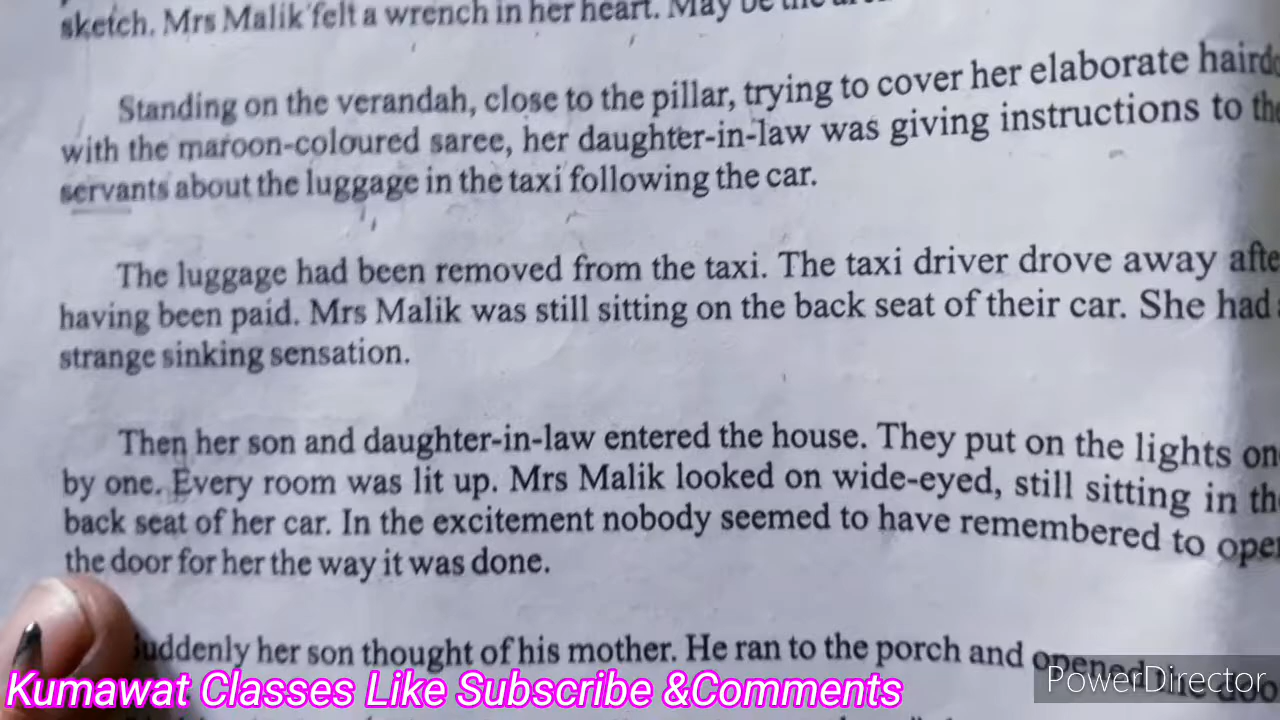 sketch. Mrs Malik felt a wrench in her heart. May be the
Standing on the verandah, close to the pillar, trying to cover her elaborate
with the maroon-coloured saree, her daughter-in-law was giving instructions to
servants about the luggage in the taxi following the car.
The luggage had been removed from the taxi. The taxi driver drove away
having been paid. Mrs Malik was still sitting on the back seat of their car. She had
strange sinking sensation.
Then her son and daughter-in-law entered the house. They put on the lights
by one. Every room was lit up. Mrs Malik looked on wide-eyed, still sitting in
back seat of her car. In the excitement nobody seemed to have remembered to
the door for her the way it was done.
uddenly her son thought of his mother. He ran to the porch and opened the
Kumawat Classes Like Subscribe &Comments
PowerDirector